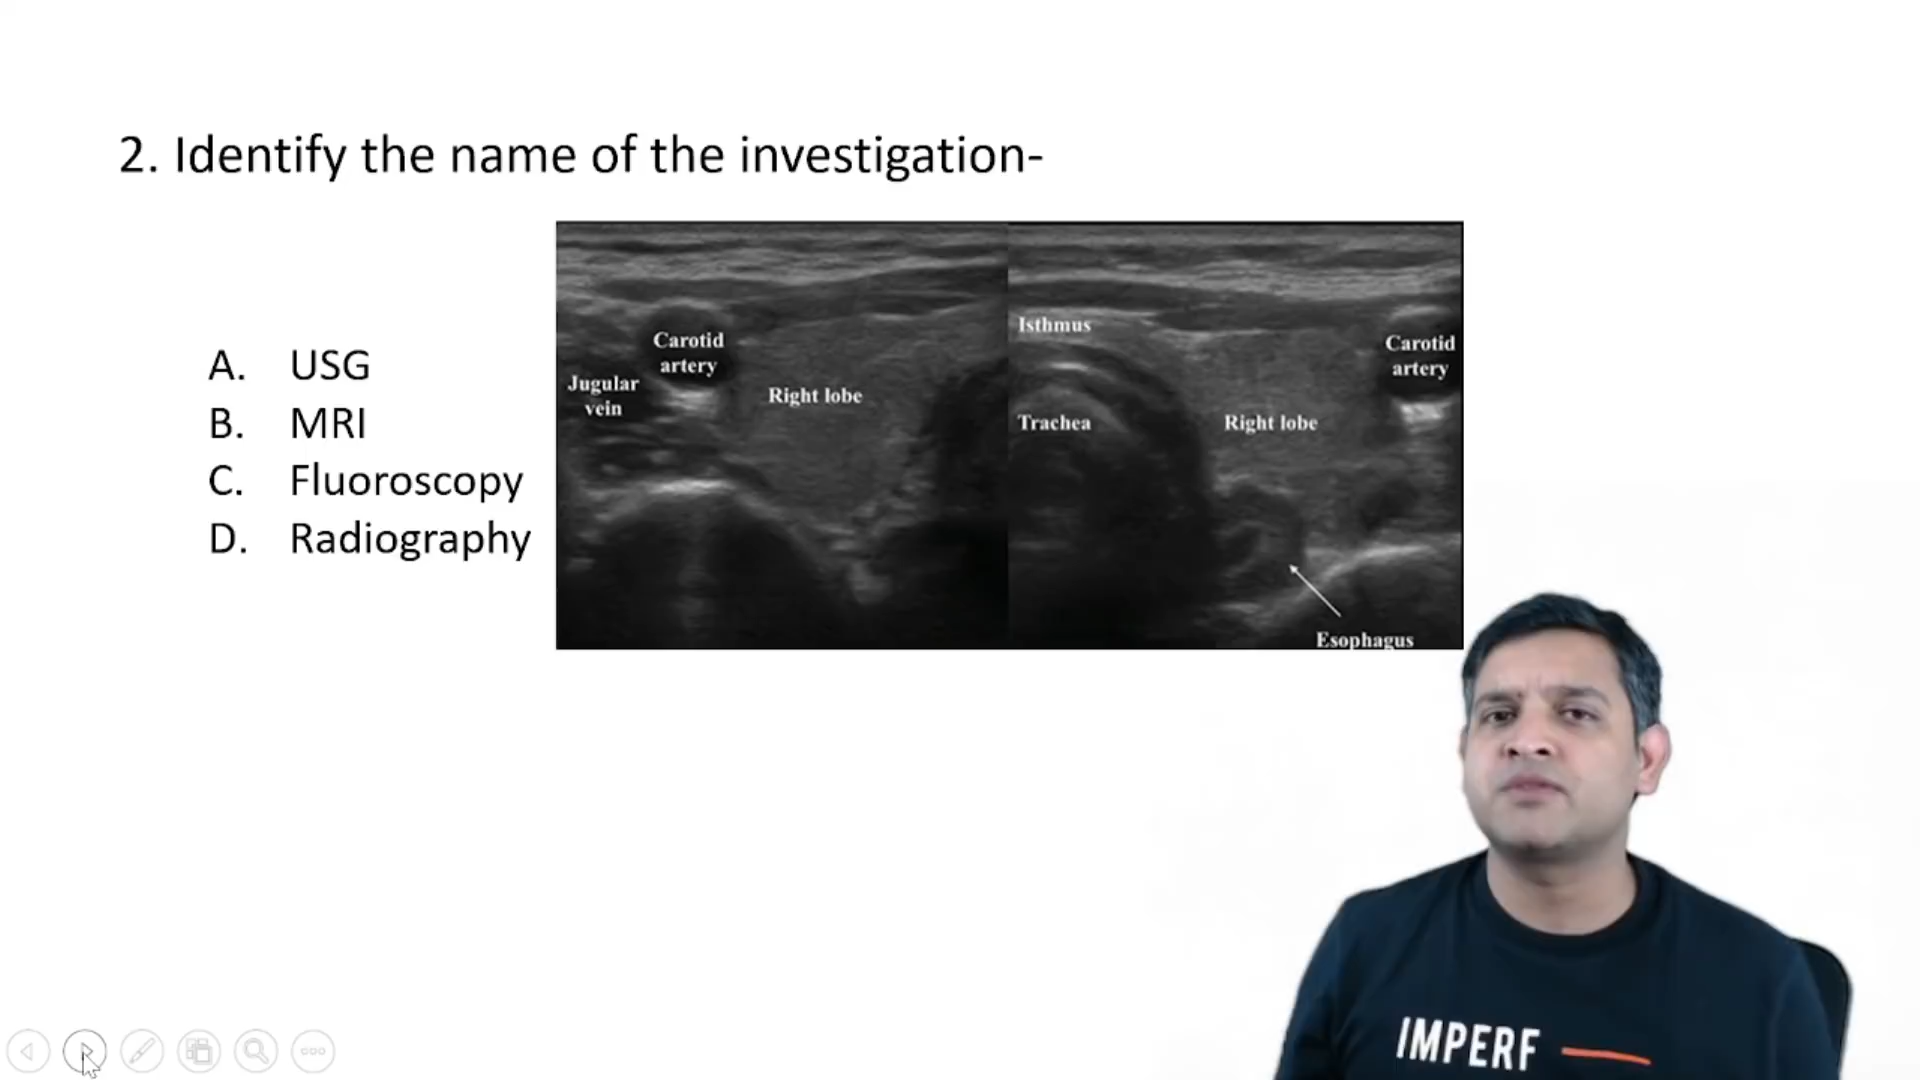 2. Identify the name of the investigation-
A. USG
B. MRI
C. Fluoroscopy
D. Radiography
Carotid
artery
Jugular
vein
Right lobe
Isthmus
Trachea
Right lobe
Carotid
artery
Esophagus
IMPERF